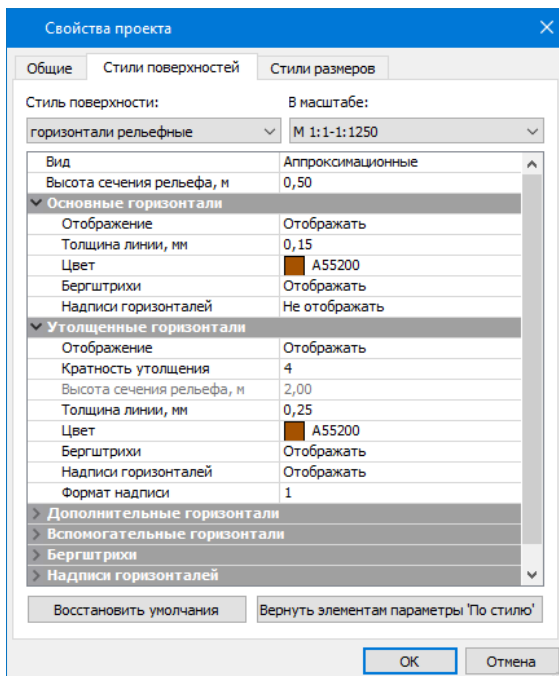 Свойства проекта
Общие Стили поверхностей Стили размеров
Стиль поверхности: В масштабе:
горизонтали рельефные М 1:1-1:1250
Вид Аппроксимационные
Высота сечения рельефа, м 0,50
Основные горизонтали
Отображение Отображать
Толщина линии, мм 0,15
Цвет A55200
Бергштрихи Отображать
Надписи горизонталей Не отображать
Утолщенные горизонтали
Отображение Отображать
Кратность утолщения 4
Высота сечения рельефа, м 2,00
Толщина линии, мм 0,25
Цвет A55200
Бергштрихи Отображать
Надписи горизонталей Отображать
Формат надписи 1
Дополнительные горизонтали
Вспомогательные горизонтали
Бергштрихи
Надписи горизонталей
Восстановить умолчания Вернуть элементам параметры 'По стилю'
ОК Отмена